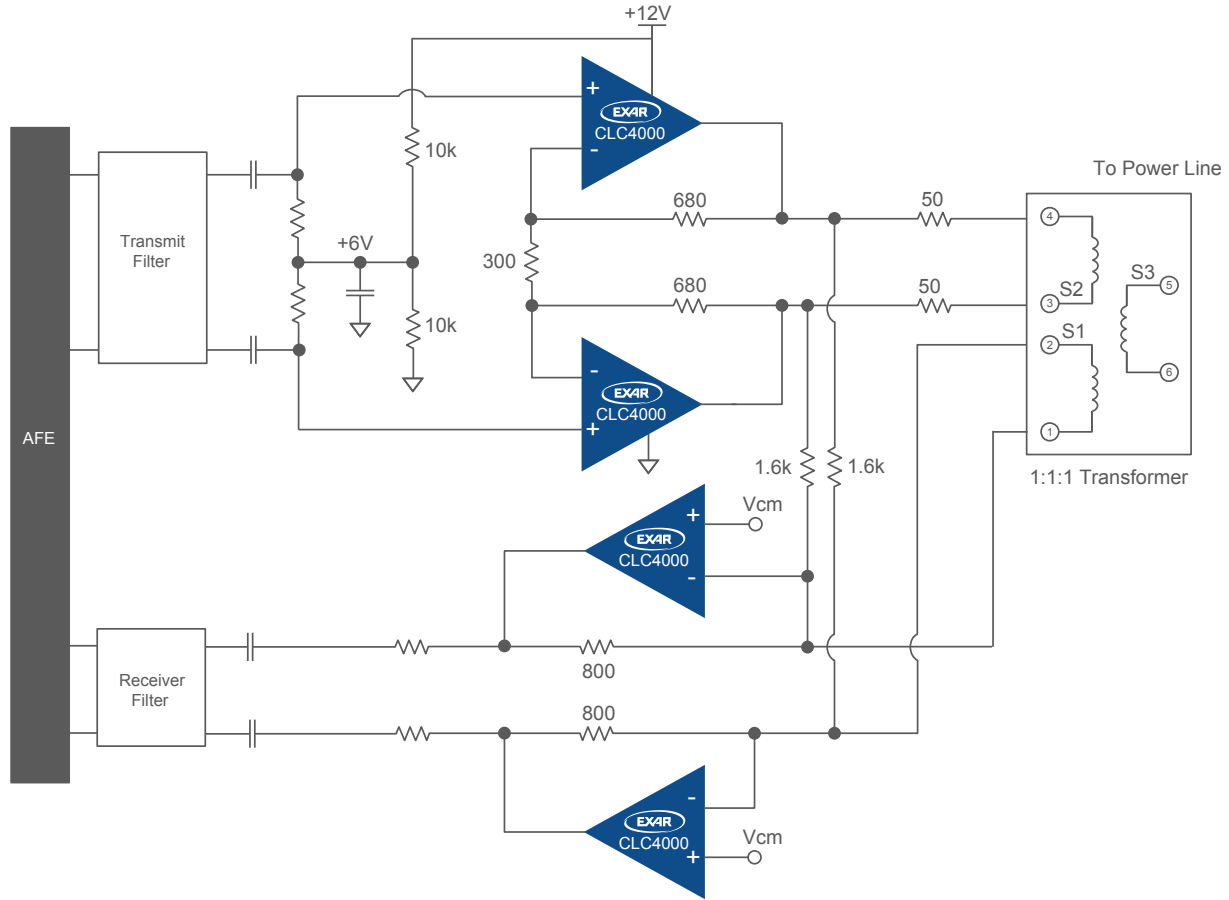 +12V
+
EXAR
CLC4000
-
10k
To Power Line
680
50
4
Transmit
Filter
+6V
300
S2
S3
5
680
50
3
S1
10k
2
-
EXAR
CLC4000
+
6
AFE
1
1.6k
1.6k
1:1:1 Transformer
Vcm
+
EXAR
CLC4000
-
Receiver
Filter
800
800
-
EXAR
CLC4000
+
Vcm